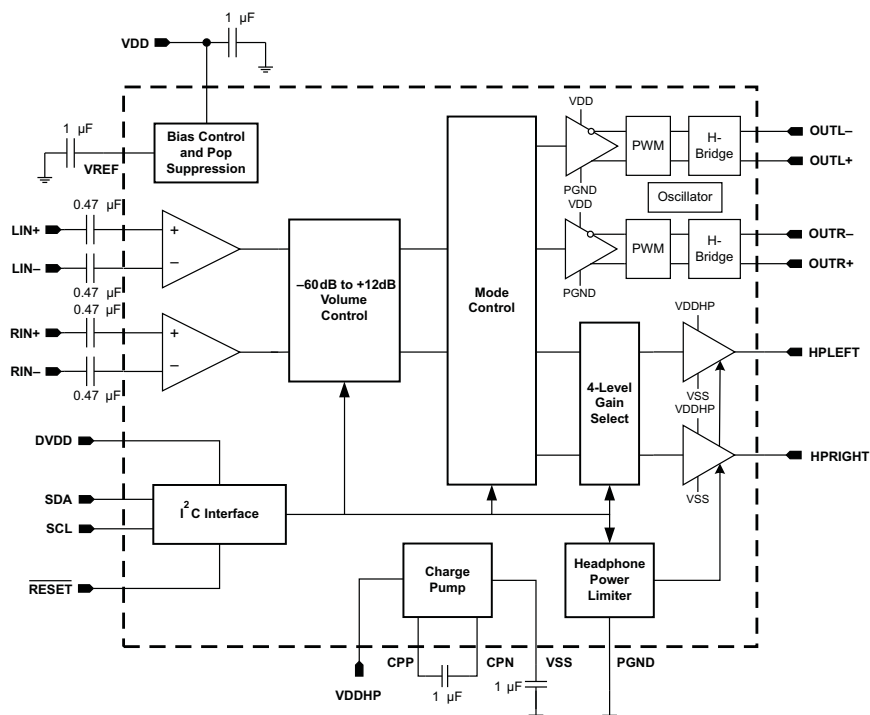 1 µF
VDD
VDD
1 µF
Bias Control
and Pop
Suppression
VREF
PWM
H-
Bridge
OUTL–
OUTL+
PGND
VDD
Oscillator
0.47 µF
LIN+
+
–60dB to +12dB
Volume
Control
Mode
Control
PWM
H-
Bridge
OUTR–
LIN–
–
OUTR+
0.47 µF
PGND
0.47 µF
VDDHP
RIN+
+
HPLEFT
RIN–
–
0.47 µF
4-Level
Gain
Select
VSS
VDDHP
DVDD
HPRIGHT
VSS
SDA
I2C Interface
SCL
Charge
Pump
Headphone
Power
Limiter
RESET
CPP
CPN
VSS
PGND
VDDHP
1 µF
1 µF